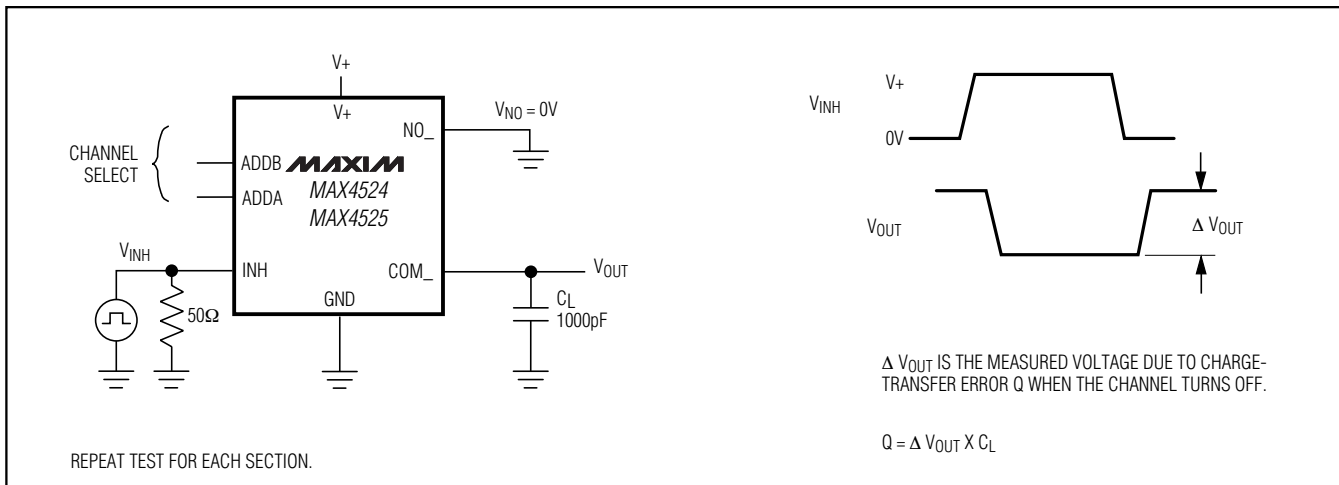 V+
V+
V_NO = 0V
NO_
CHANNEL
SELECT
ADDB
MAXIM
MAX4524
MAX4525
ADDA
V_INH
INH
COM_
V_OUT
GND
50Ω
C_L
1000pF
REPEAT TEST FOR EACH SECTION.
V+
V_INH
0V
V_OUT
Δ V_OUT
Δ V_OUT IS THE MEASURED VOLTAGE DUE TO CHARGE-
TRANSFER ERROR Q WHEN THE CHANNEL TURNS OFF.
Q = Δ V_OUT X C_L